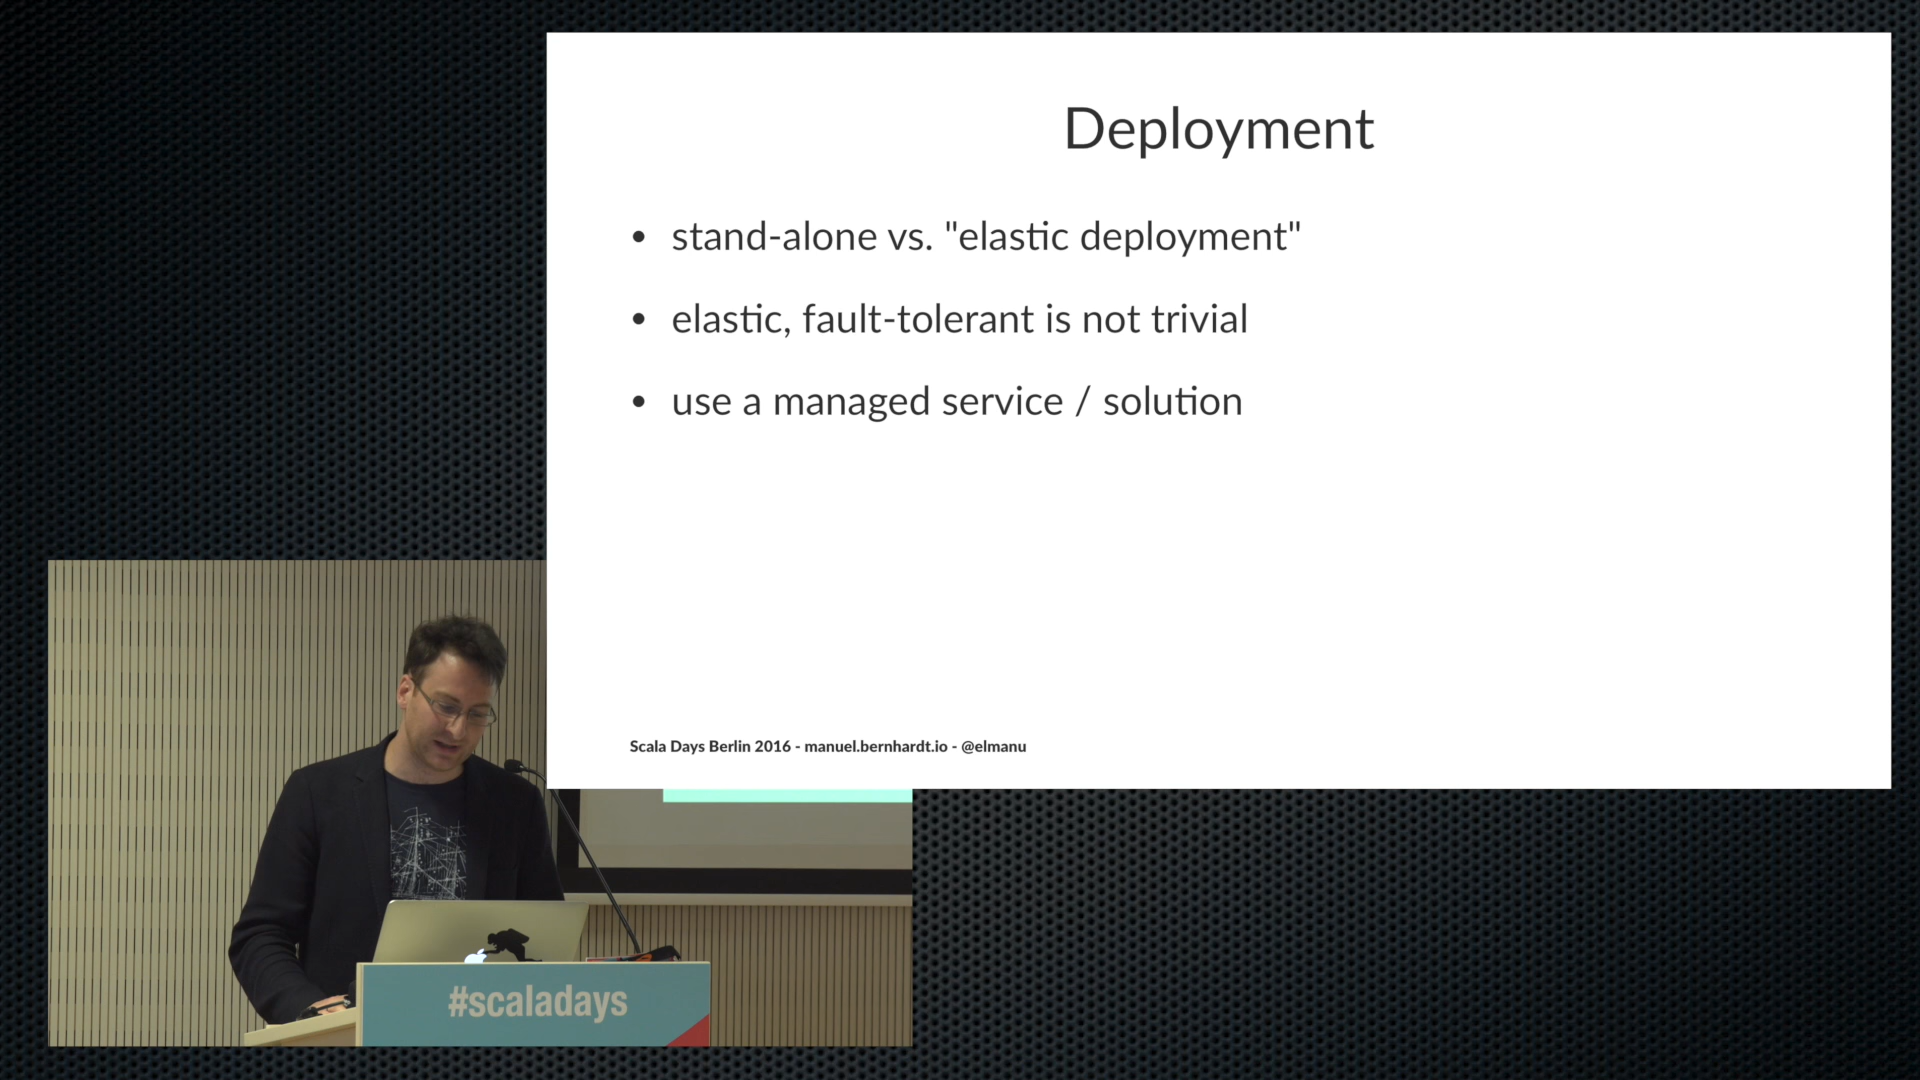 Deployment
• stand-alone vs. "elastic deployment"
• elastic, fault-tolerant is not trivial
• use a managed service / solution
Scala Days Berlin 2016 - manuel.bernhardt.io - @elmanu
#scaladays